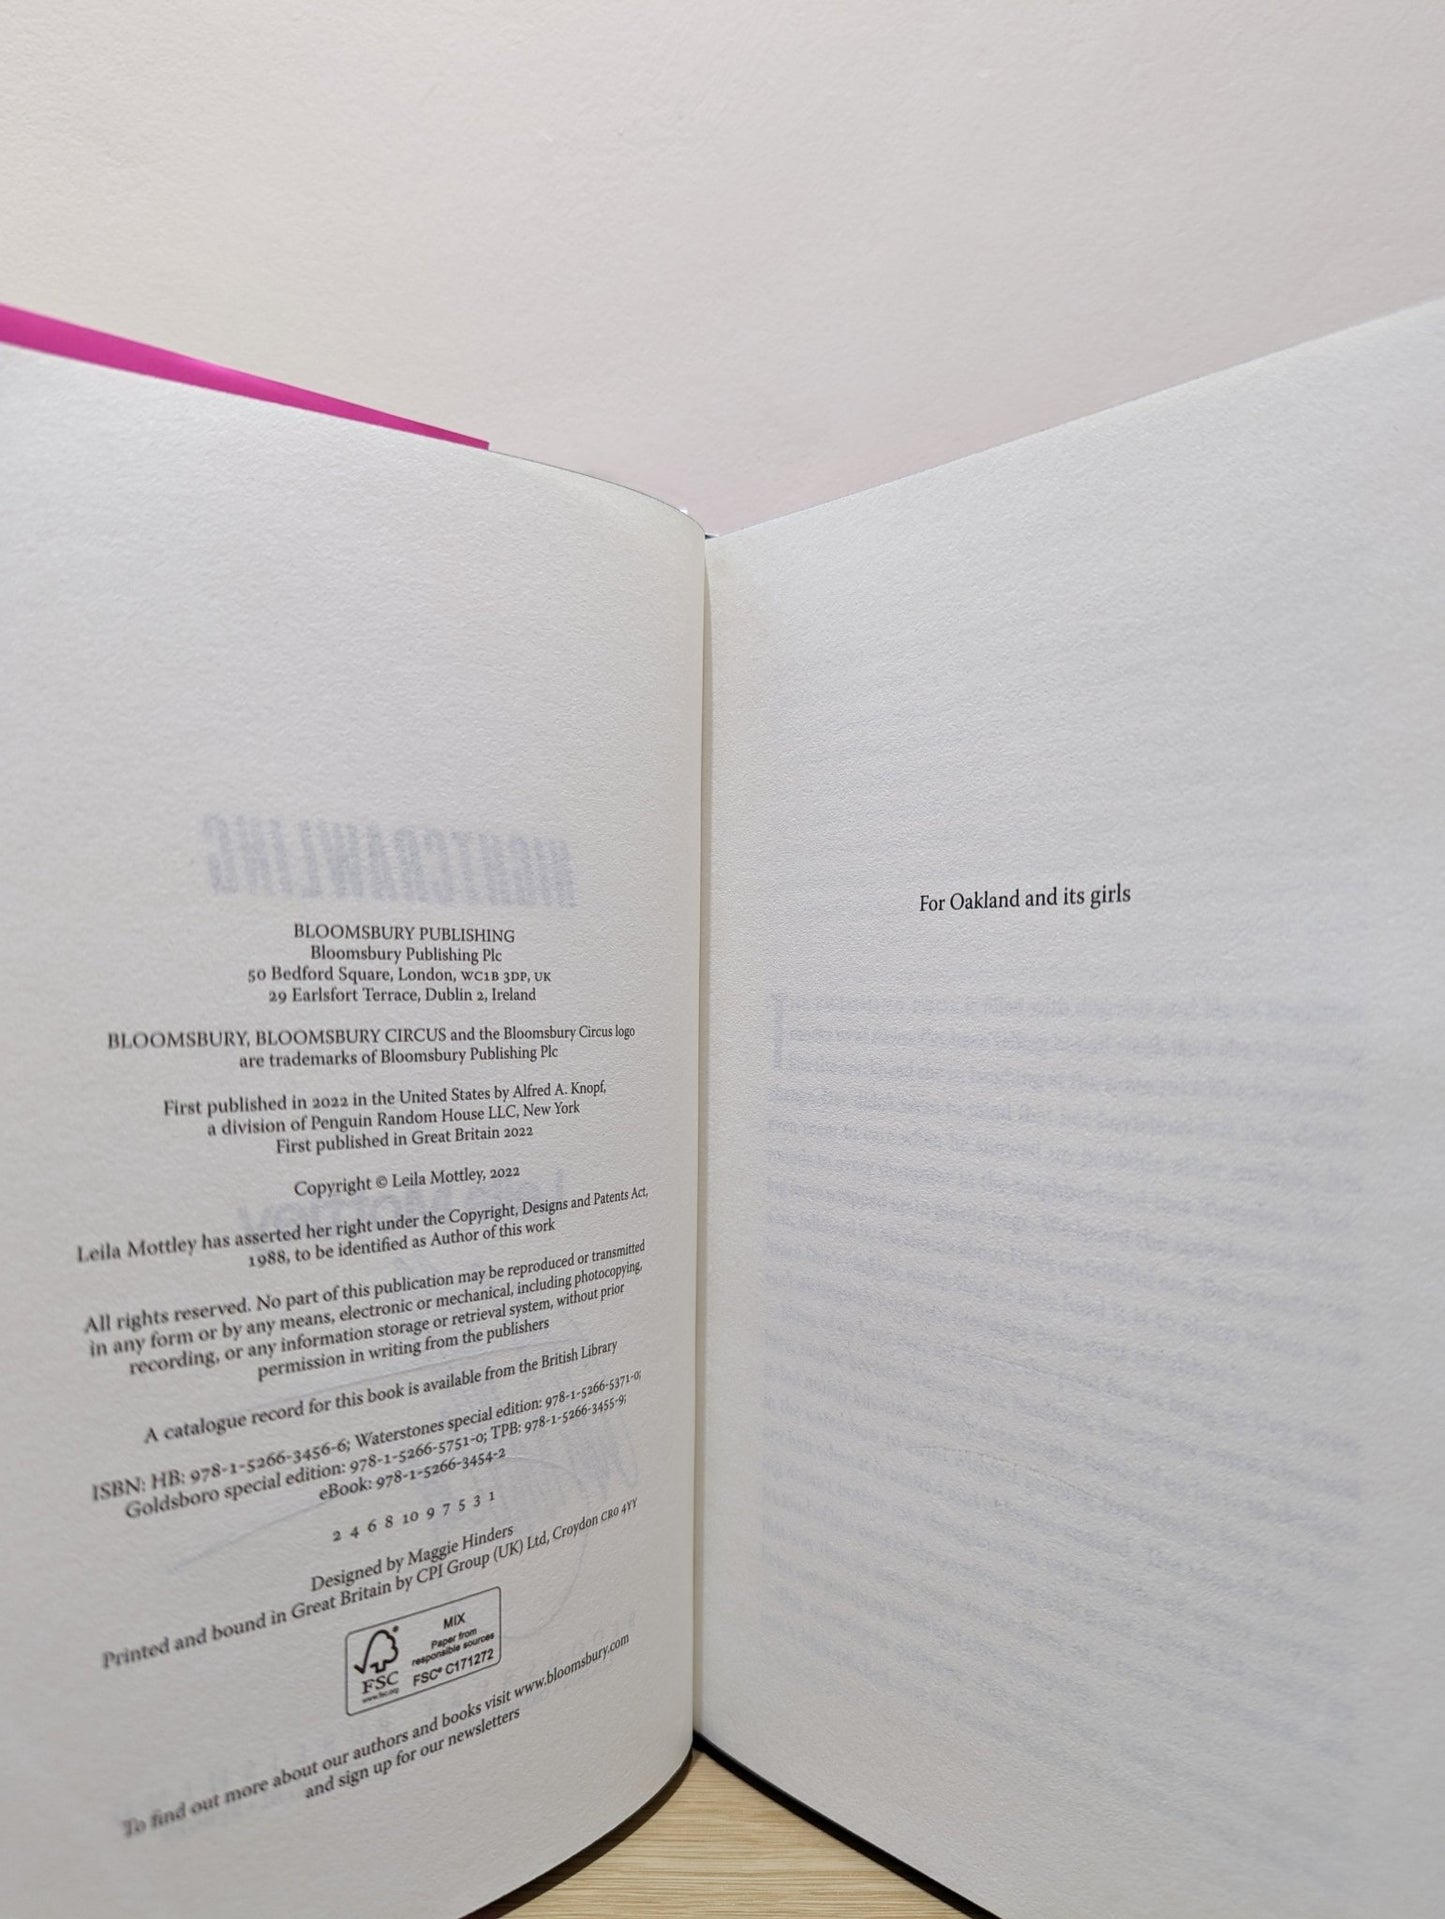 NIGHTCRAWLING
BLOOMSBURY PUBLISHING
Bloomsbury Publishing Plc
50 Bedford Square, London, WC1B 3DP, UK
29 Earlsfort Terrace, Dublin 2, Ireland
BLOOMSBURY, BLOOMSBURY CIRCUS and the Bloomsbury Circus logo
are trademarks of Bloomsbury Publishing Plc
First published in 2022 in the United States by Alfred A. Knopf,
a division of Penguin Random House LLC, New York
First published in Great Britain 2022
Copyright © Leila Mottley, 2022
Leila Mottley has asserted her right under the Copyright, Designs and Patents Act,
1988, to be identified as Author of this work
All rights reserved. No part of this publication may be reproduced or transmitted
in any form or by any means, electronic or mechanical, including photocopying,
recording, or any information storage or retrieval system, without prior
permission in writing from the publishers
A catalogue record for this book is available from the British Library
ISBN: HB: 978-1-5266-3456-6; Waterstones special edition: 978-1-5266-5371-0;
Goldsboro special edition: 978-1-5266-5751-0; TPB: 978-1-5266-3455-9;
eBook: 978-1-5266-3454-2
2 4 6 8 10 9 7 5 3 1
Designed by Maggie Hinders
Printed and bound in Great Britain by CPI Group (UK) Ltd, Croydon CR0 4YY
FSC
www.fsc.org
MIX
Paper from
responsible sources
FSC® C171272
To find out more about our authors and books visit www.bloomsbury.com
and sign up for our newsletters
For Oakland and its girls